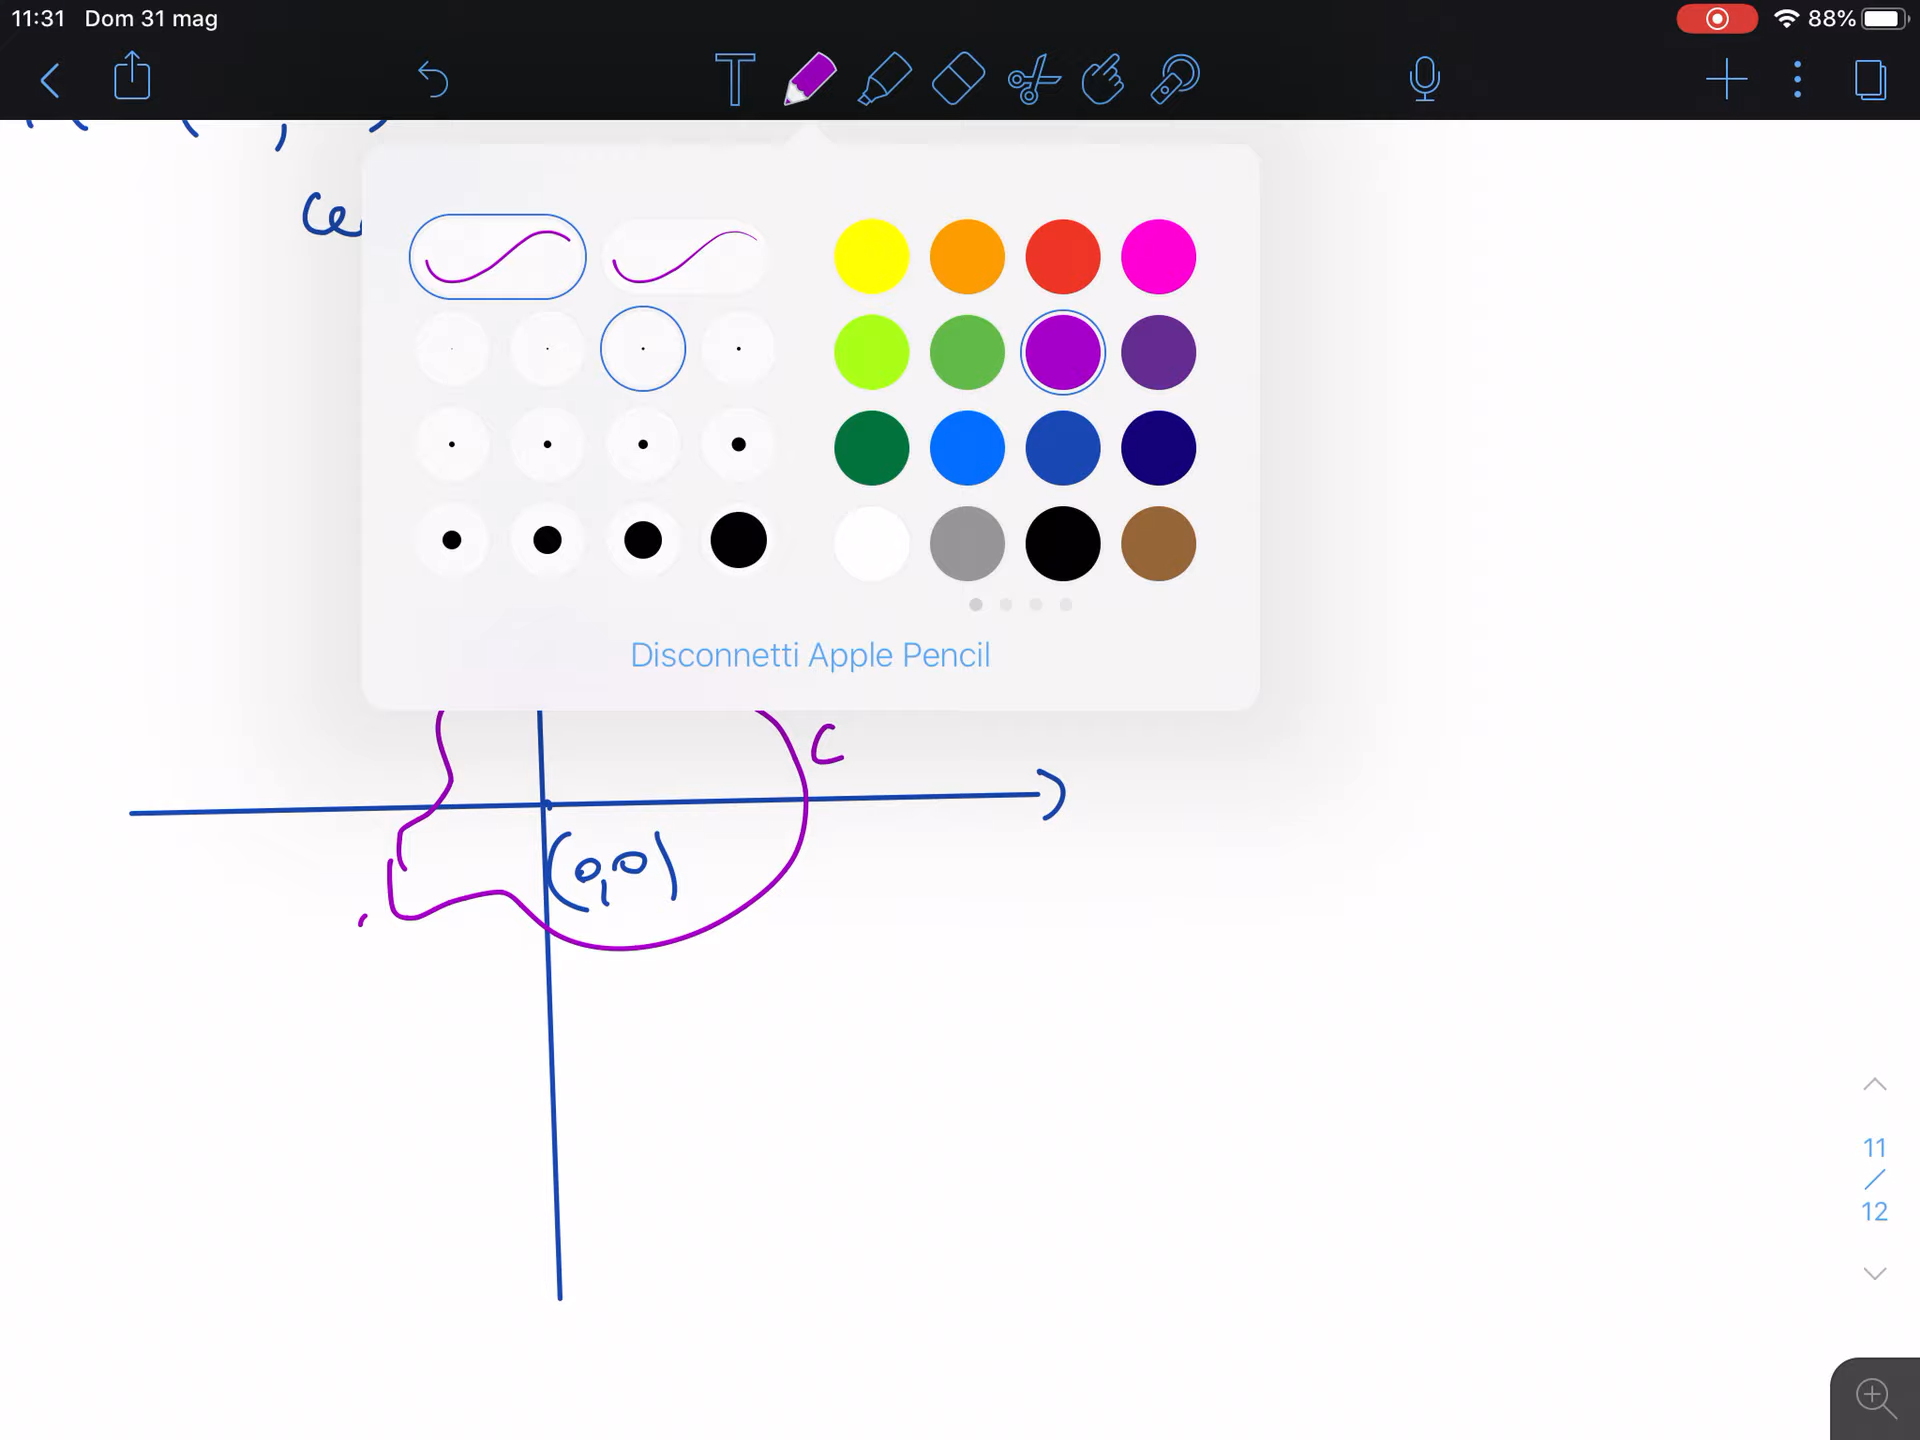 11:31 Dom 31 mag
88%
T
Disconnetti Apple Pencil
C
(0,0)
11
/
12